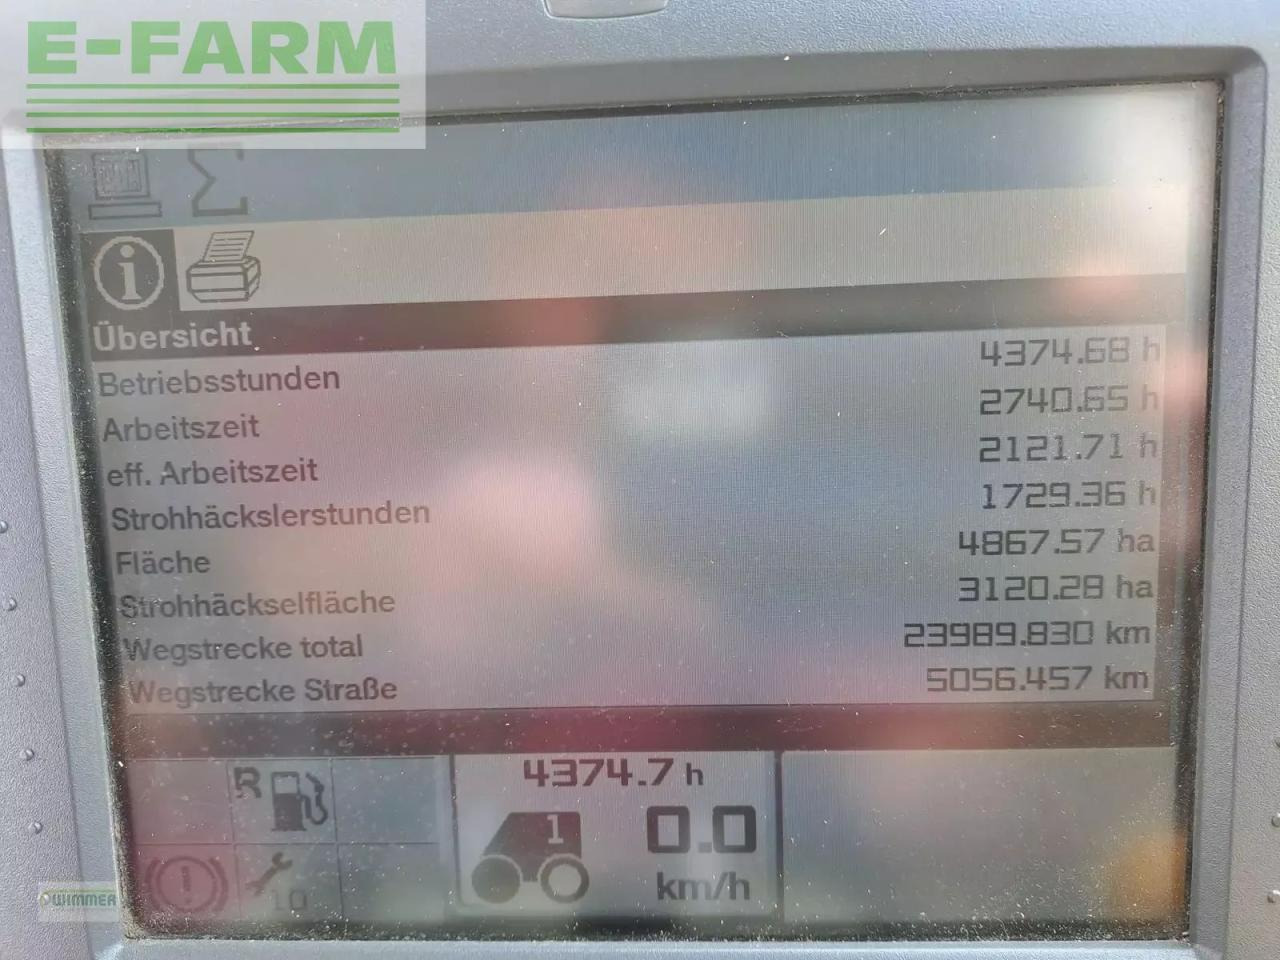 E-FARM
Übersicht
Betriebsstunden 4374.68 h
Arbeitszeit 2740.65 h
eff. Arbeitszeit 2121.71 h
Strohhäckslerstunden 1729.36 h
Fläche 4867.57 ha
Strohhäckselfläche 3120.28 ha
Wegstrecke total 23989.830 km
Wegstrecke Straße 5056.457 km
R
4374.7 h
1
0.0
km/h
10
WIMMER